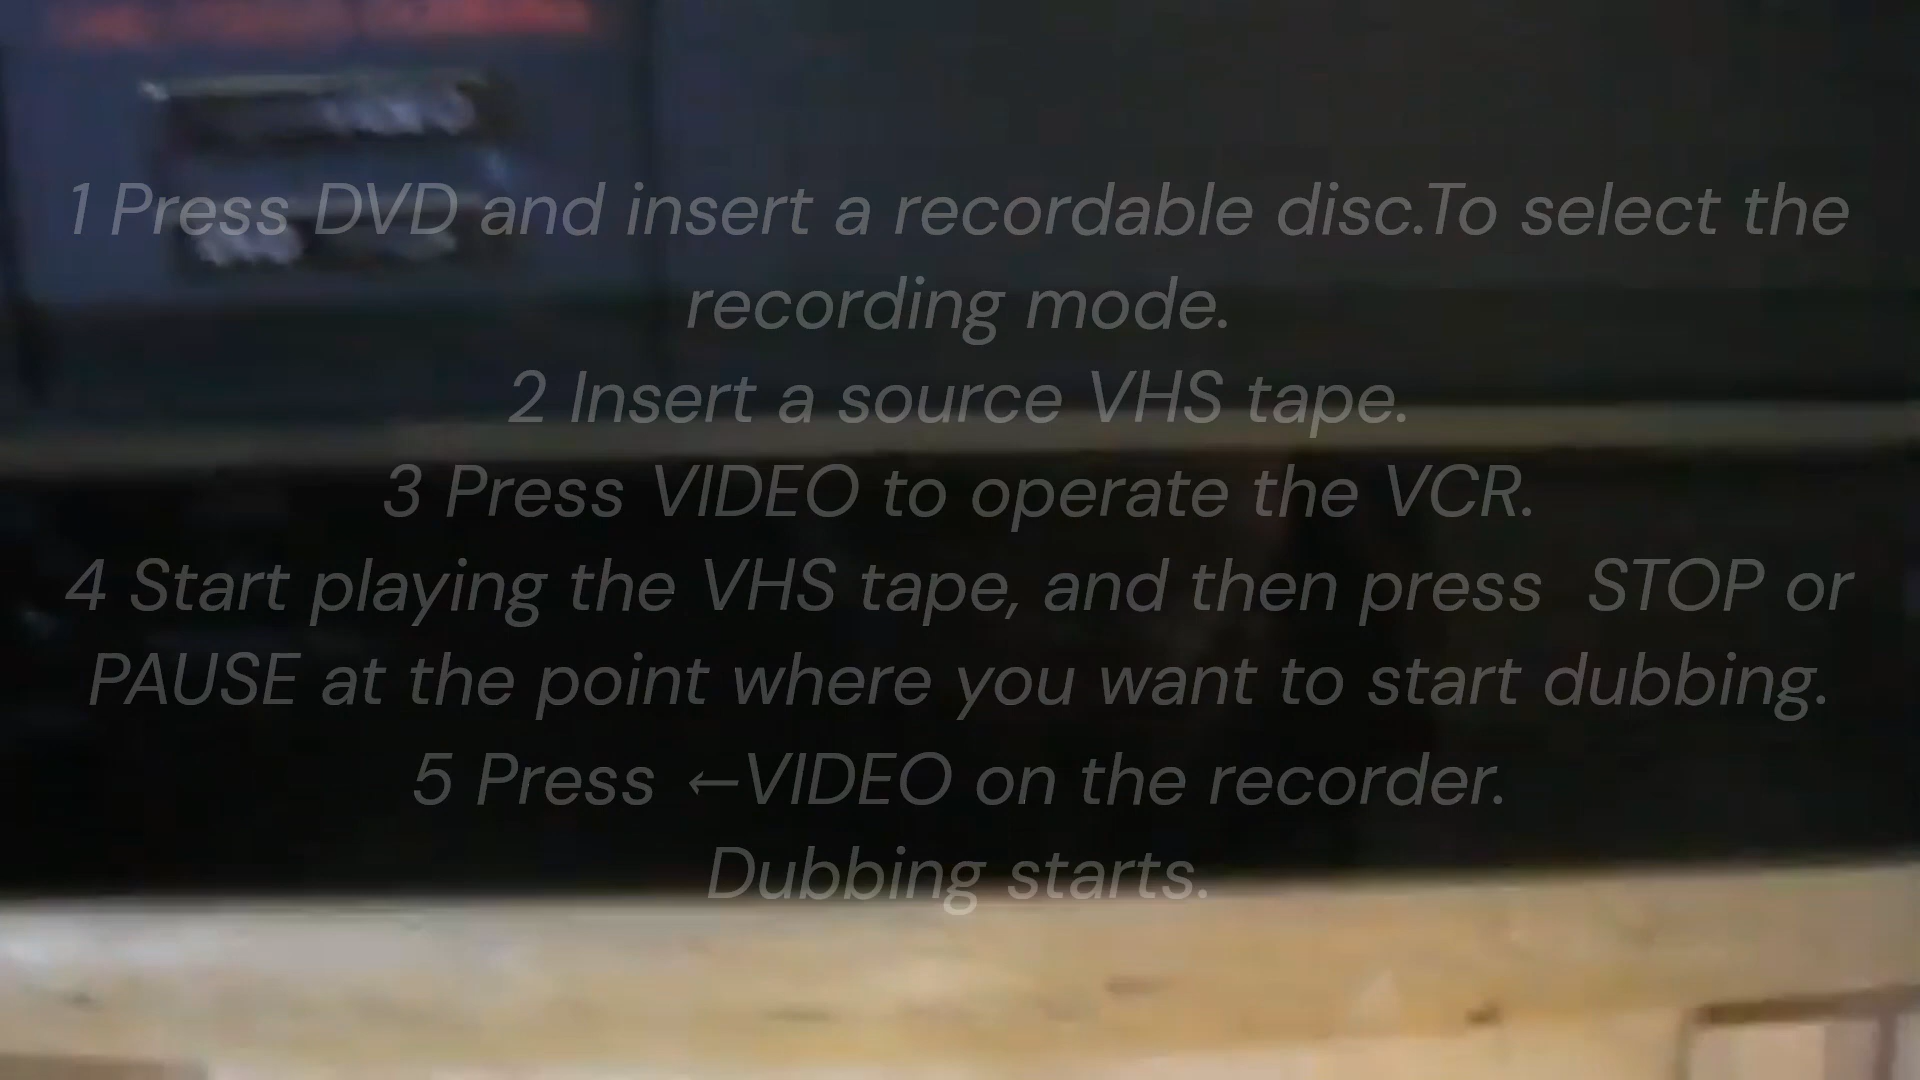 1 Press DVD and insert a recordable disc.To select the
recording mode.
2 Insert a source VHS tape.
3 Press VIDEO to operate the VCR.
4 Start playing the VHS tape, and then press  STOP or
PAUSE at the point where you want to start dubbing.
5 Press ←VIDEO on the recorder.
Dubbing starts.